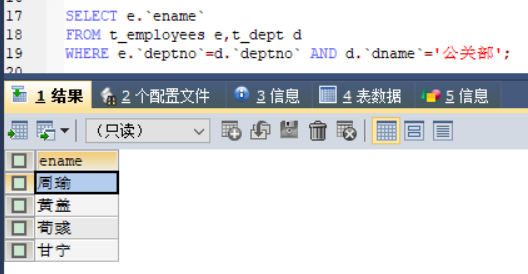 17 SELECT e.`ename`
18 FROM t_employees e,t_dept d
19 WHERE e.`deptno`=d.`deptno` AND d.`dname`='公关部';
1 结果 2 个配置文件 3 信息 4 表数据 5 信息
（只读）
ename
周瑜
黄盖
荀彧
甘宁